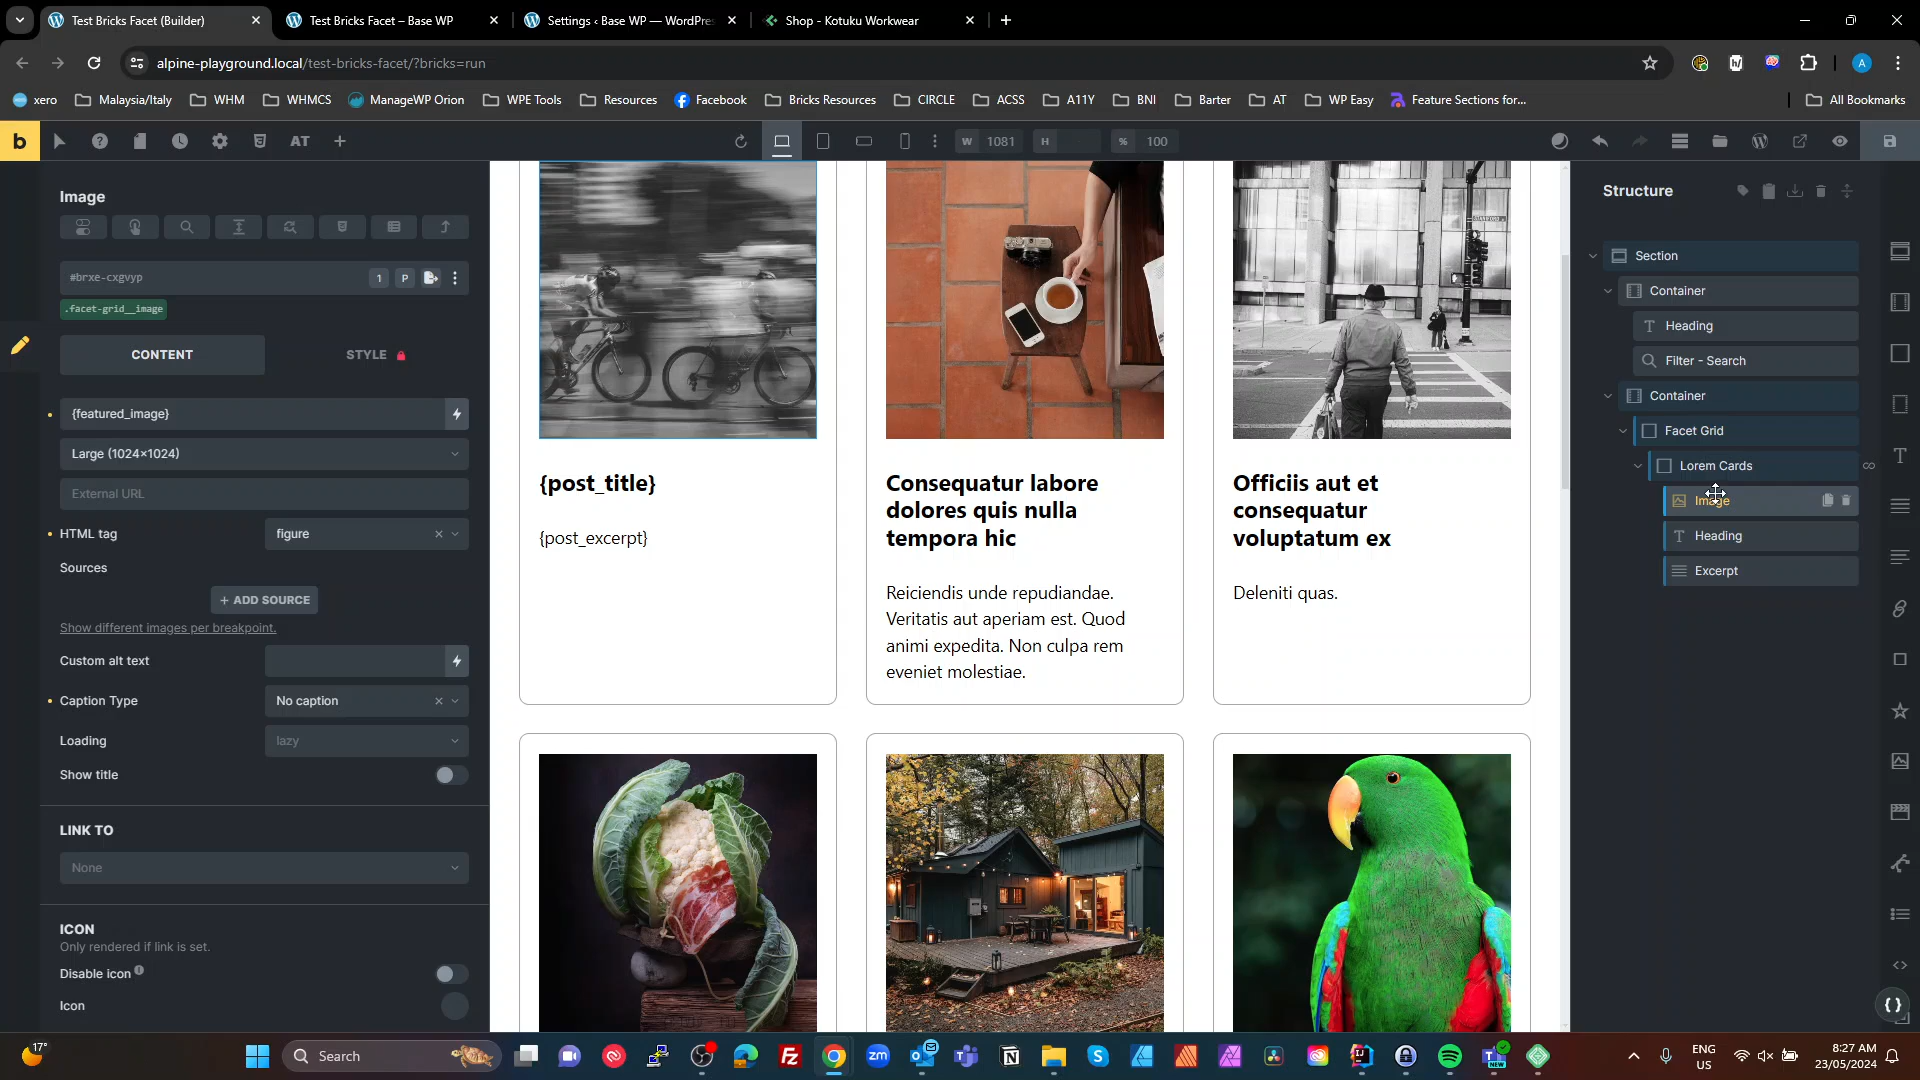 Test Bricks Facet (Builder)
Test Bricks Facet – Base WP
Settings ‹ Base WP — WordPres
Shop - Kotuku Workwear
alpine-playground.local/test-bricks-facet/?bricks=run
A
xero
Malaysia/Italy
WHM
WHMCS
ManageWP Orion
WPE Tools
Resources
Facebook
Bricks Resources
CIRCLE
ACSS
A11Y
BNI
Barter
AT
WP Easy
Feature Sections for...
All Bookmarks
b
AT
W 1081
H
% 100
Image
#brxe-cxgvyp
1
P
.facet-grid__image
CONTENT
STYLE
{featured_image}
Large (1024×1024)
External URL
HTML tag
figure
Sources
+ ADD SOURCE
Show different images per breakpoint.
Custom alt text
Caption Type
No caption
Loading
lazy
Show title
LINK TO
None
ICON
Only rendered if link is set.
Disable icon
Icon
{post_title}
{post_excerpt}
Consequatur labore
dolores quis nulla
tempora hic
Reiciendis unde repudiandae.
Veritatis aut aperiam est. Quod
animi expedita. Non culpa rem
eveniet molestiae.
Officiis aut et
consequatur
voluptatum ex
Deleniti quas.
Structure
Section
Container
Heading
Filter - Search
Container
Facet Grid
Lorem Cards
Image
Heading
Excerpt
17°
Search
zm
NEW
ENG
US
8:27 AM
23/05/2024